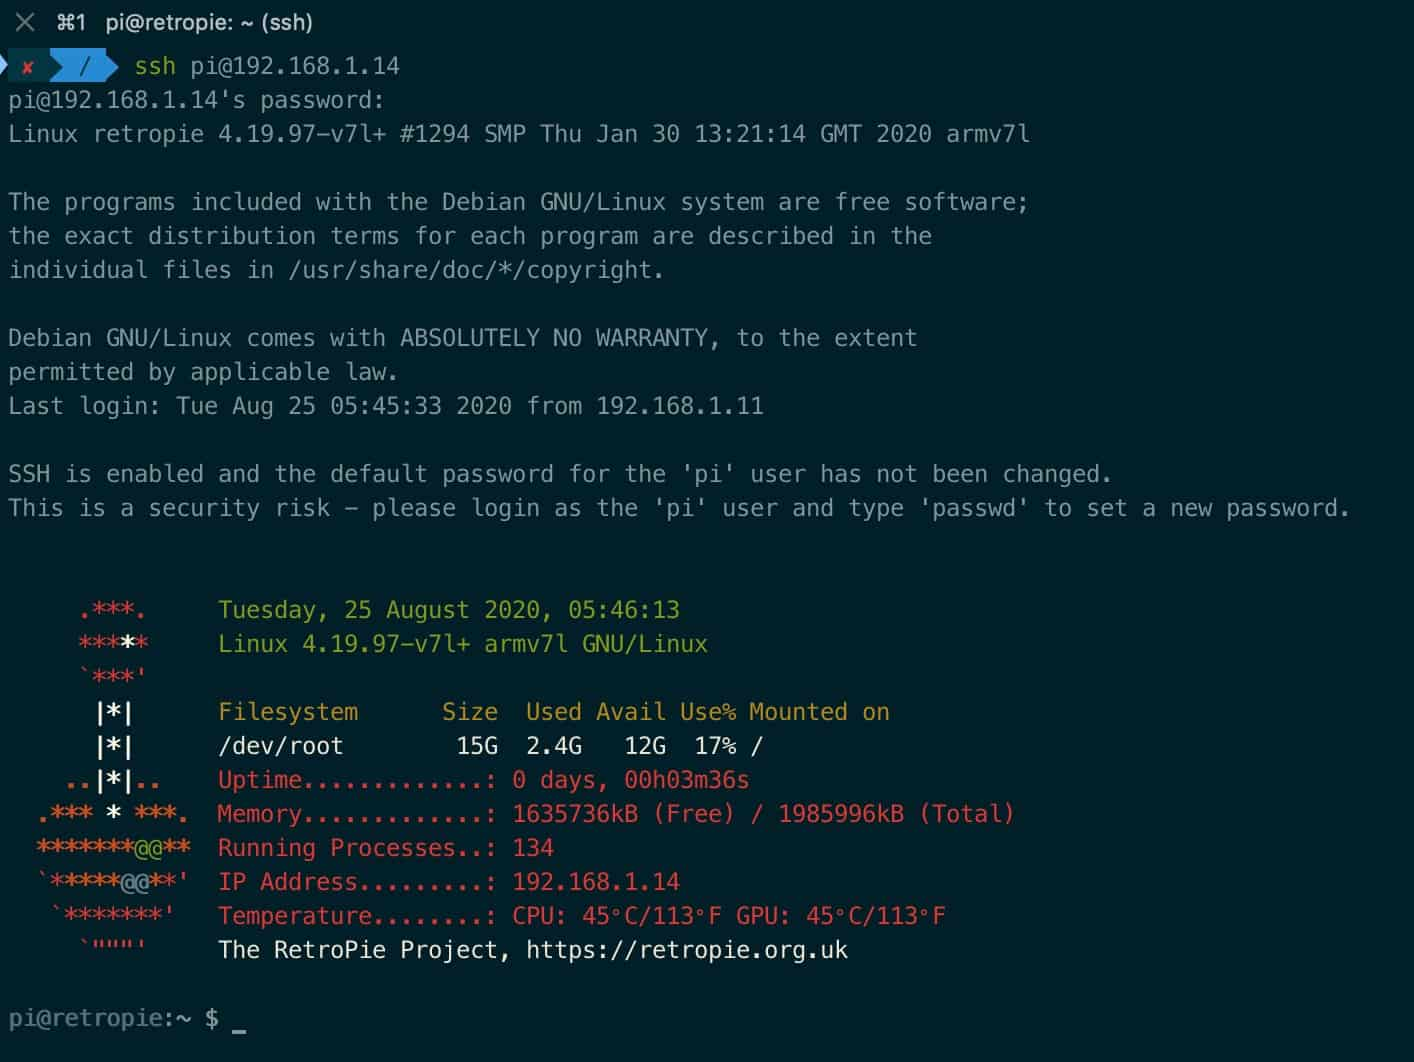 ⌘1 pi@retropie: ~ (ssh)
✘ / ssh pi@192.168.1.14
pi@192.168.1.14's password:
Linux retropie 4.19.97-v7l+ #1294 SMP Thu Jan 30 13:21:14 GMT 2020 armv7l

The programs included with the Debian GNU/Linux system are free software;
the exact distribution terms for each program are described in the
individual files in /usr/share/doc/*/copyright.

Debian GNU/Linux comes with ABSOLUTELY NO WARRANTY, to the extent
permitted by applicable law.
Last login: Tue Aug 25 05:45:33 2020 from 192.168.1.11

SSH is enabled and the default password for the 'pi' user has not been changed.
This is a security risk - please login as the 'pi' user and type 'passwd' to set a new password.

     .***.     Tuesday, 25 August 2020, 05:46:13
     *****     Linux 4.19.97-v7l+ armv7l GNU/Linux
     `***'
      |*|      Filesystem      Size  Used Avail Use% Mounted on
      |*|      /dev/root        15G  2.4G   12G  17% /
    ..|*|..    Uptime.............: 0 days, 00h03m36s
  .*** * ***.  Memory.............: 1635736kB (Free) / 1985996kB (Total)
  *******@@**  Running Processes..: 134
  `*****@@**'  IP Address.........: 192.168.1.14
   `*******'   Temperature........: CPU: 45°C/113°F GPU: 45°C/113°F
     `"""'     The RetroPie Project, https://retropie.org.uk

pi@retropie:~ $ _